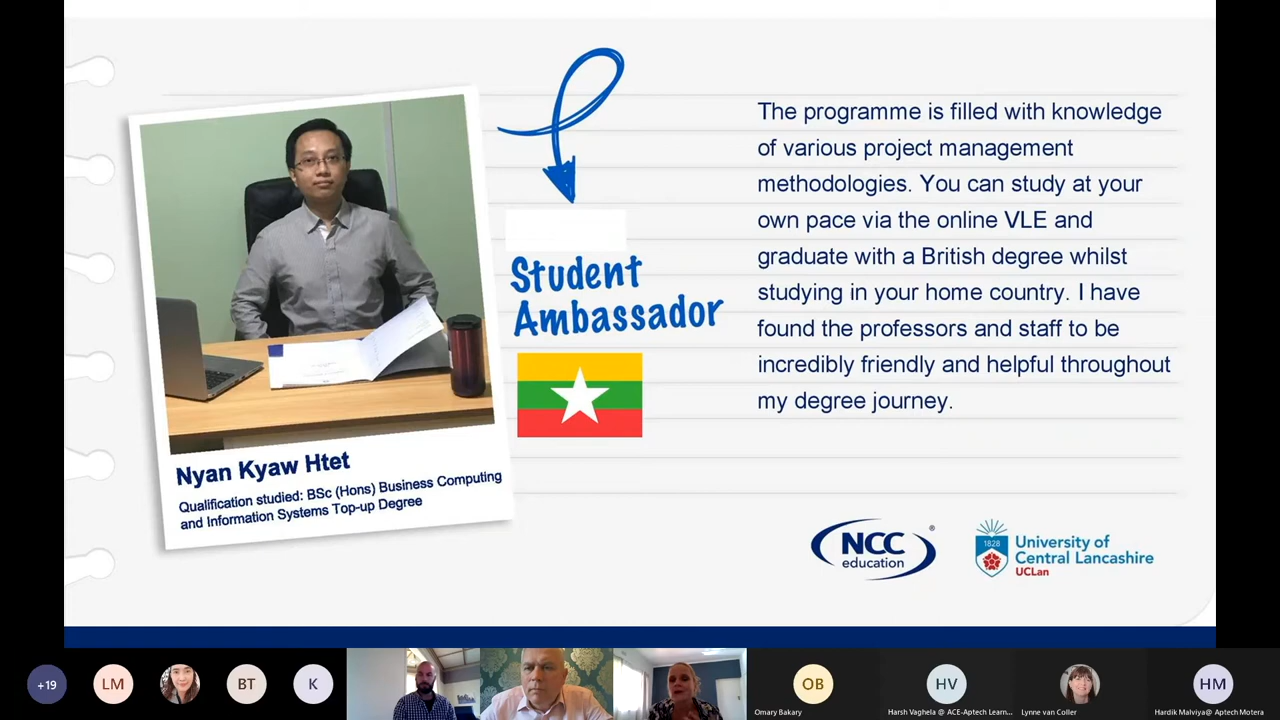 The programme is filled with knowledge
of various project management
methodologies. You can study at your
own pace via the online VLE and
graduate with a British degree whilst
studying in your home country. I have
found the professors and staff to be
incredibly friendly and helpful throughout
my degree journey.
Student
Ambassador
Nyan Kyaw Htet
Qualification studied: BSc (Hons) Business Computing
and Information Systems Top-up Degree
NCC ®
education
1828
University of
Central Lancashire
UCLan
+19
LM
BT
K
OB
HV
HM
Omary Bakary
Harsh Vaghela @ ACE-Aptech Learn...
Lynne van Coller
Hardik Malviya@ Aptech Motera